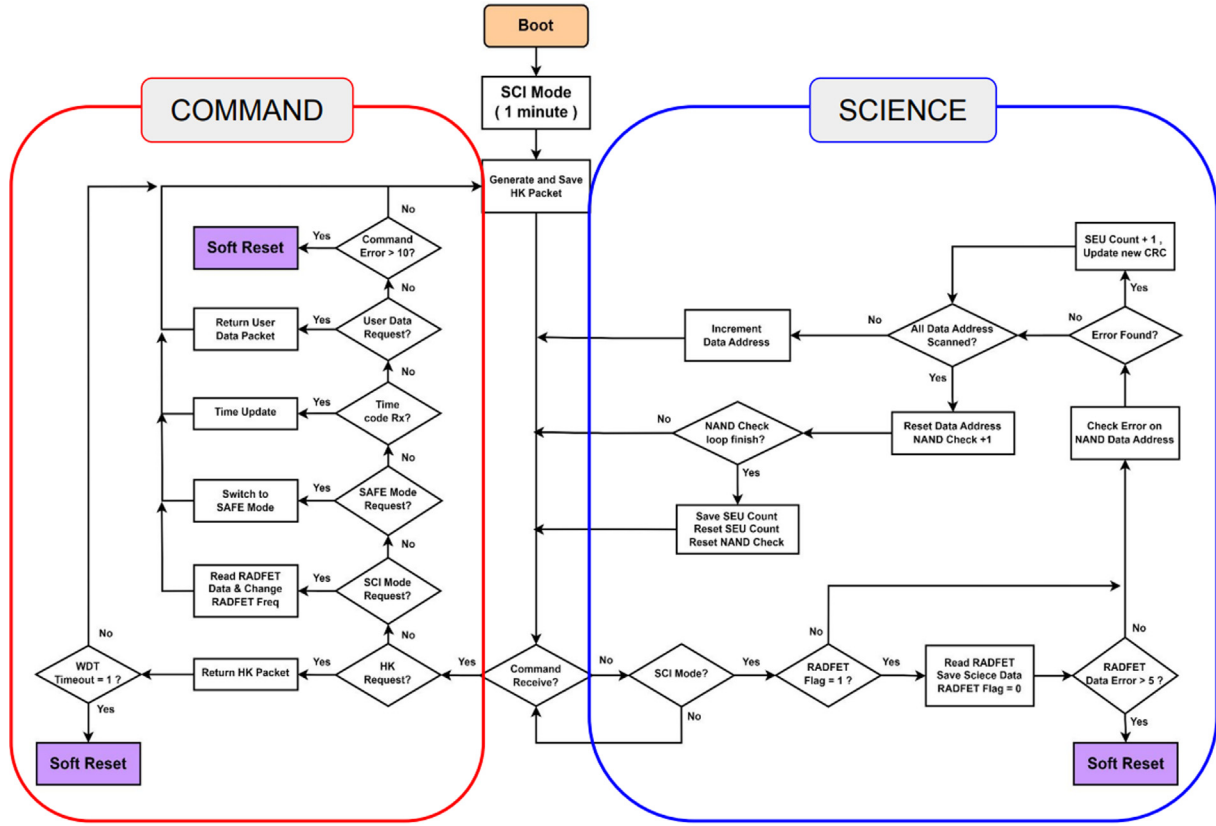 Boot
SCI Mode
( 1 minute )
COMMAND
SCIENCE
Generate and Save
HK Packet
No
Soft Reset
Yes
Command
Error > 10?
No
Return User
Data Packet
Yes
User Data
Request?
No
Time Update
Yes
Time
code Rx?
No
Switch to
SAFE Mode
Yes
SAFE Mode
Request?
No
Read RADFET
Data & Change
RADFET Freq
Yes
SCI Mode
Request?
No
No
WDT
Timeout = 1 ?
Yes
Soft Reset
Return HK Packet
Yes
HK
Request?
Yes
Command
Receive?
No
SCI Mode?
No
Yes
RADFET
Flag = 1 ?
No
Yes
Read RADFET
Save Sciece Data
RADFET Flag = 0
RADFET
Data Error > 5 ?
No
Yes
Soft Reset
Check Error on
NAND Data Address
Error Found?
Yes
SEU Count + 1 ,
Update new CRC
No
All Data Address
Scanned?
No
Increment
Data Address
Yes
Reset Data Address
NAND Check +1
NAND Check
loop finish?
No
Yes
Save SEU Count
Reset SEU Count
Reset NAND Check